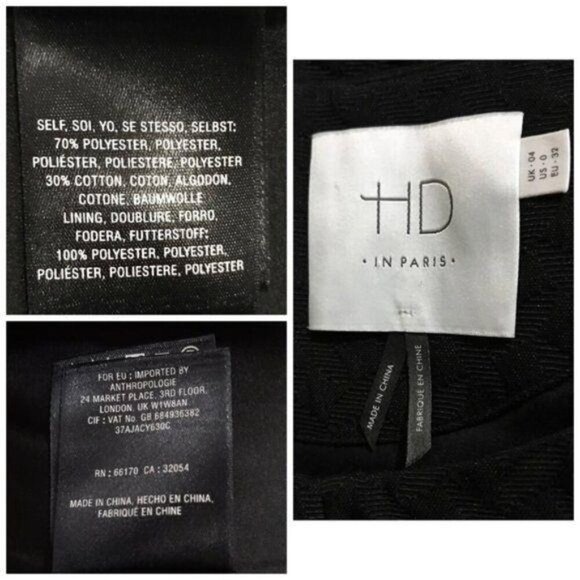 SELF, SOI, YO, SE STESSO, SELBST:
70% POLYESTER, POLYESTER,
POLIÉSTER, POLIESTERE, POLYESTER
30% COTTON, COTON, ALGODON,
COTONE, BAUMWOLLE
LINING, DOUBLURE, FORRO,
FODERA, FUTTERSTOFF:
100% POLYESTER, POLYESTER,
POLIÉSTER, POLIESTERE, POLYESTER
FOR EU : IMPORTED BY
ANTHROPOLOGIE
24 MARKET PLACE, 3RD FLOOR,
LONDON, UK W1W8AN
CIF : VAT No. GB 684936382
37AJACY630C
RN : 66170 CA : 32054
MADE IN CHINA, HECHO EN CHINA,
FABRIQUÉ EN CHINE
HD
• IN PARIS •
UK • 04
US • 0
EU • 32
MADE IN CHINA
FABRIQUÉ EN CHINE